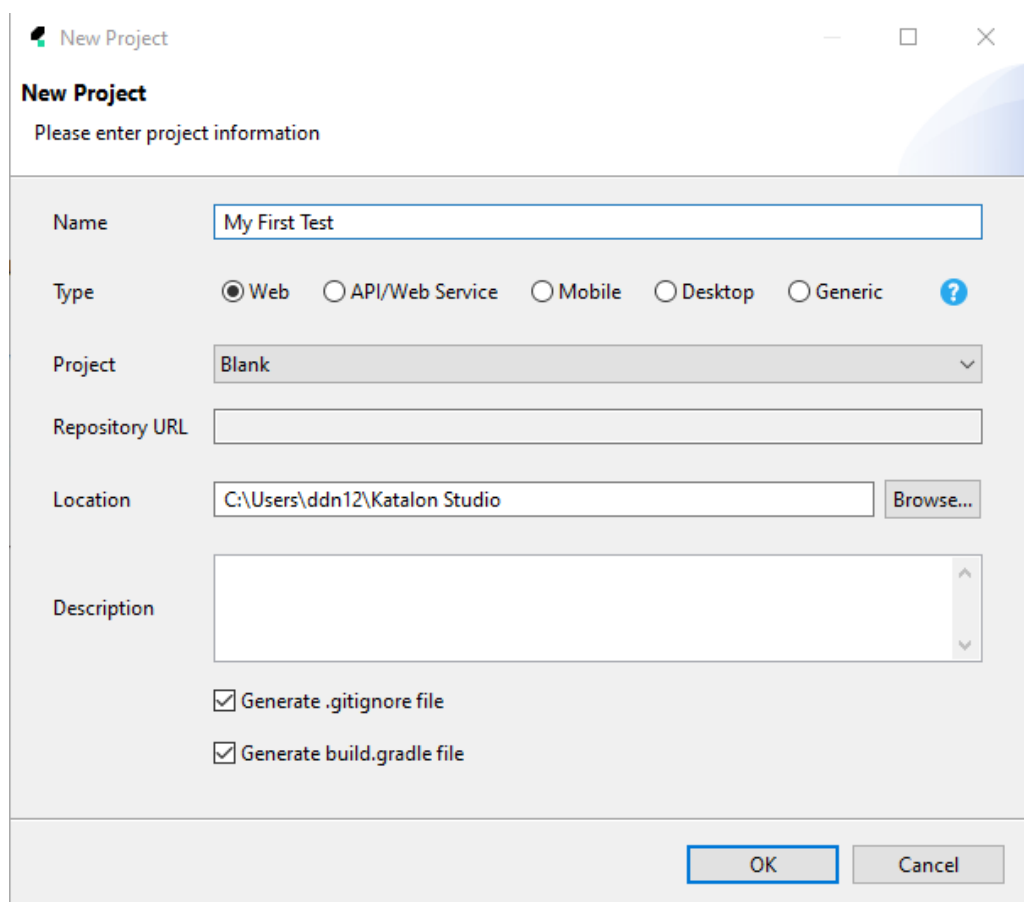 New Project
New Project
Please enter project information
Name My First Test
Type Web API/Web Service Mobile Desktop Generic ?
Project Blank
Repository URL
Location C:\Users\ddn12\Katalon Studio Browse...
Description
Generate .gitignore file
Generate build.gradle file
OK Cancel